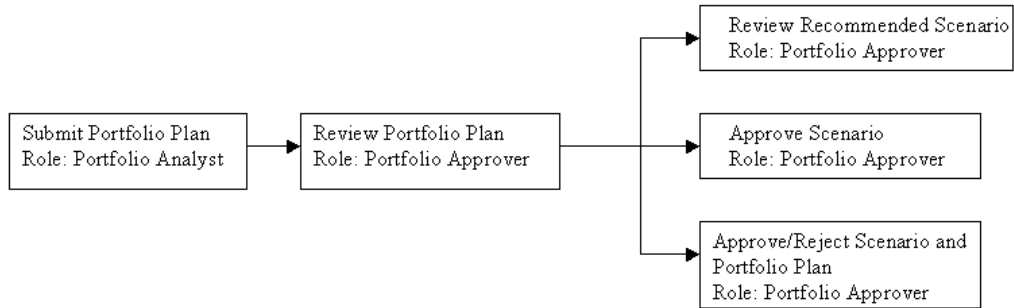 Submit Portfolio Plan
Role: Portfolio Analyst
Review Portfolio Plan
Role: Portfolio Approver
Review Recommended Scenario
Role: Portfolio Approver
Approve Scenario
Role: Portfolio Approver
Approve/Reject Scenario and
Portfolio Plan
Role: Portfolio Approver